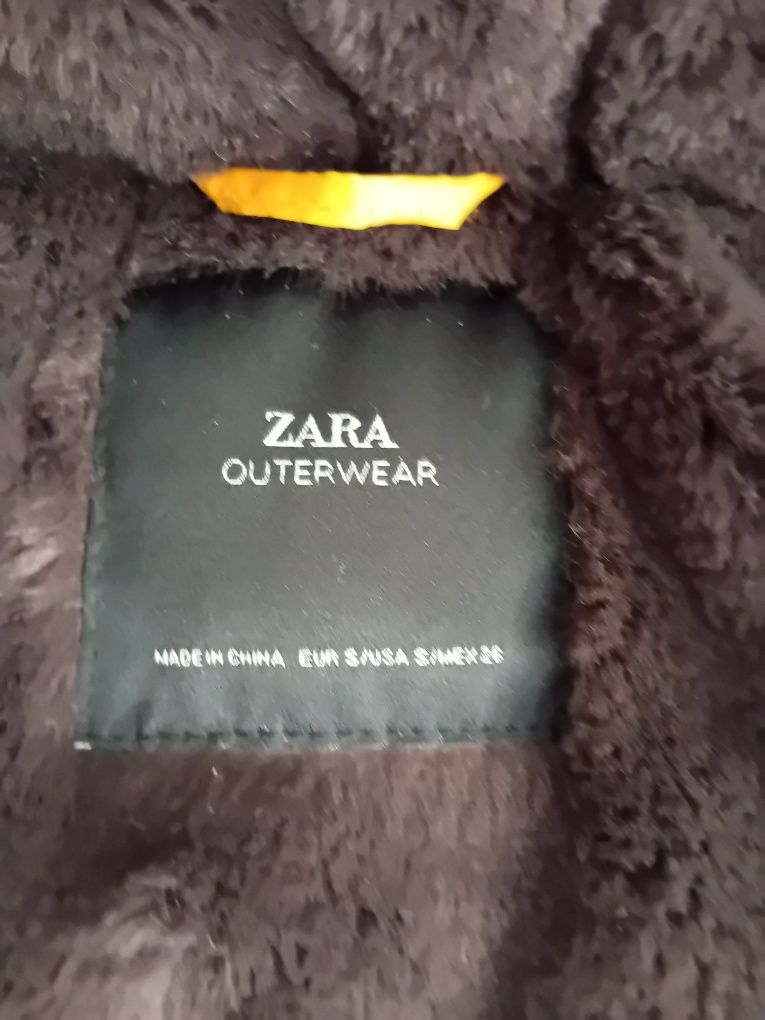 ZARA
OUTERWEAR
MADE IN CHINA EUR S/USA S/MEX 26